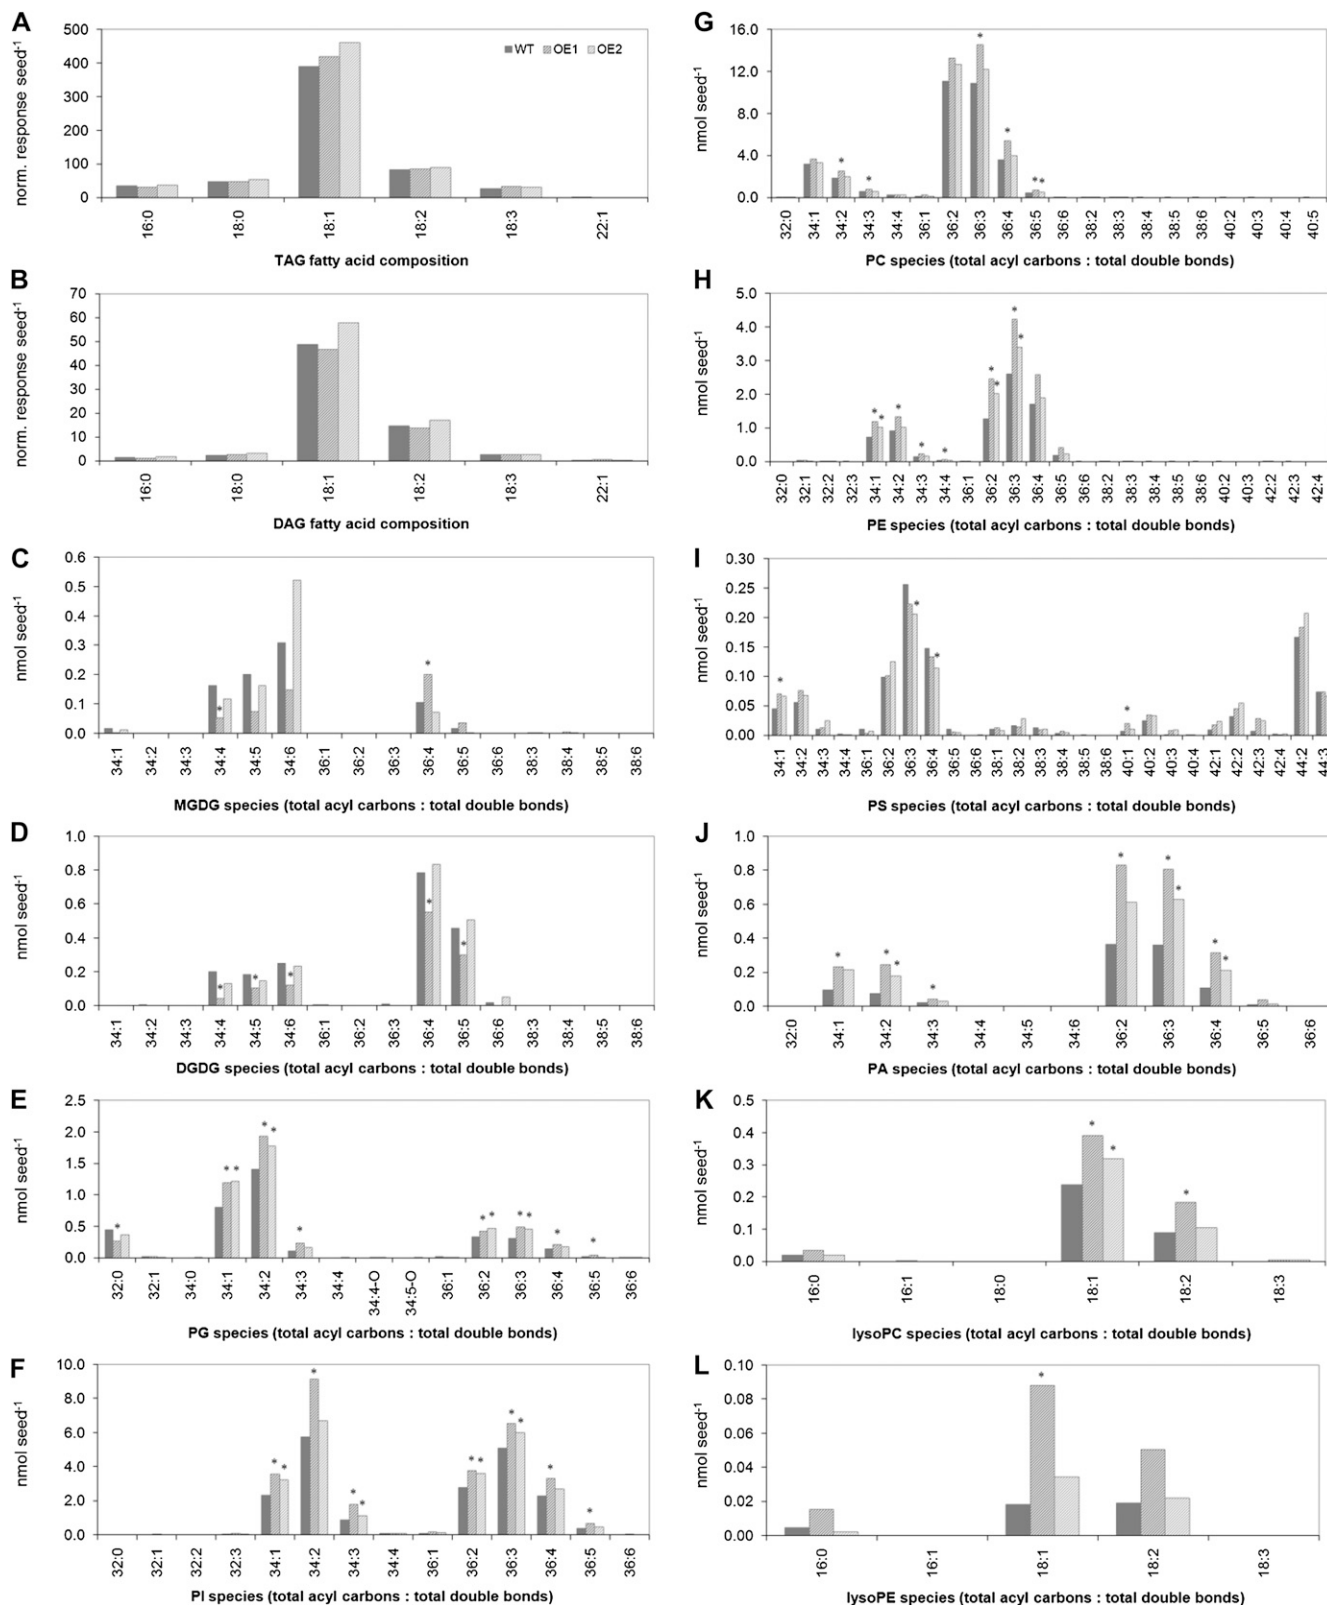 A
norm. response seed⁻¹
500
400
300
200
100
0
WT OE1 OE2
16:0 18:0 18:1 18:2 18:3 22:1
TAG fatty acid composition
B
norm. response seed⁻¹
70
60
50
40
30
20
10
0
16:0 18:0 18:1 18:2 18:3 22:1
DAG fatty acid composition
C
nmol seed⁻¹
0.6
0.5
0.4
0.3
0.2
0.1
0.0
* *
34:1 34:2 34:3 34:4 34:5 34:6 36:1 36:2 36:3 36:4 36:5 36:6 38:3 38:4 38:5 38:6
MGDG species (total acyl carbons : total double bonds)
D
nmol seed⁻¹
1.0
0.8
0.6
0.4
0.2
0.0
* * * * *
34:1 34:2 34:3 34:4 34:5 34:6 36:1 36:2 36:3 36:4 36:5 36:6 38:3 38:4 38:5 38:6
DGDG species (total acyl carbons : total double bonds)
E
nmol seed⁻¹
2.5
2.0
1.5
1.0
0.5
0.0
* * * * * * * * * * * *
32:0 32:1 34:0 34:1 34:2 34:3 34:4 34:4-O 34:5-O 36:1 36:2 36:3 36:4 36:5 36:6
PG species (total acyl carbons : total double bonds)
F
nmol seed⁻¹
10.0
8.0
6.0
4.0
2.0
0.0
* * * * * * * * * * *
32:0 32:1 32:2 32:3 34:1 34:2 34:3 34:4 36:1 36:2 36:3 36:4 36:5 36:6
PI species (total acyl carbons : total double bonds)
G
nmol seed⁻¹
16.0
12.0
8.0
4.0
0.0
* * * * * *
32:0 34:1 34:2 34:3 34:4 36:1 36:2 36:3 36:4 36:5 36:6 38:2 38:3 38:4 38:5 38:6 40:2 40:3 40:4 40:5
PC species (total acyl carbons : total double bonds)
H
nmol seed⁻¹
5.0
4.0
3.0
2.0
1.0
0.0
* * * * * * * * *
32:0 32:1 32:2 32:3 34:1 34:2 34:3 34:4 36:1 36:2 36:3 36:4 36:5 36:6 38:2 38:3 38:4 38:5 38:6 40:2 40:3 42:2 42:3 42:4
PE species (total acyl carbons : total double bonds)
I
nmol seed⁻¹
0.30
0.25
0.20
0.15
0.10
0.05
0.00
* * * *
34:1 34:2 34:3 34:4 36:1 36:2 36:3 36:4 36:5 36:6 38:1 38:2 38:3 38:4 38:5 38:6 40:1 40:2 40:3 40:4 42:1 42:2 42:3 42:4 44:2 44:3
PS species (total acyl carbons : total double bonds)
J
nmol seed⁻¹
1.0
0.8
0.6
0.4
0.2
0.0
* * * * * * * * *
32:0 34:1 34:2 34:3 34:4 34:5 34:6 36:2 36:3 36:4 36:5 36:6
PA species (total acyl carbons : total double bonds)
K
nmol seed⁻¹
0.5
0.4
0.3
0.2
0.1
0.0
* * *
16:0 16:1 18:0 18:1 18:2 18:3
lysoPC species (total acyl carbons : total double bonds)
L
nmol seed⁻¹
0.10
0.08
0.06
0.04
0.02
0.00
*
16:0 16:1 18:1 18:2 18:3
lysoPE species (total acyl carbons : total double bonds)